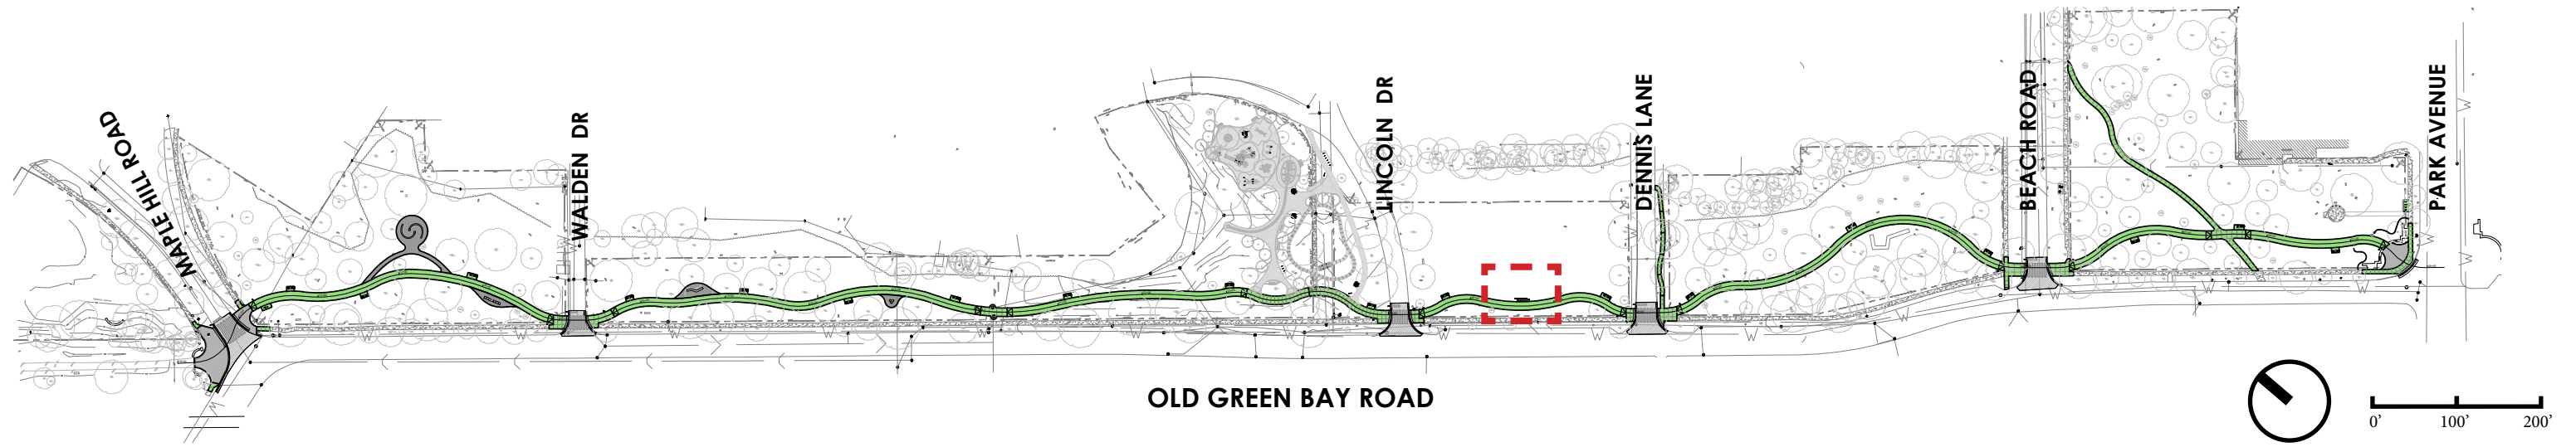 MAPLE HILL ROAD
WALDEN DR
LINCOLN DR
DENNIS LANE
BEACH ROAD
PARK AVENUE
OLD GREEN BAY ROAD
0' 100' 200'